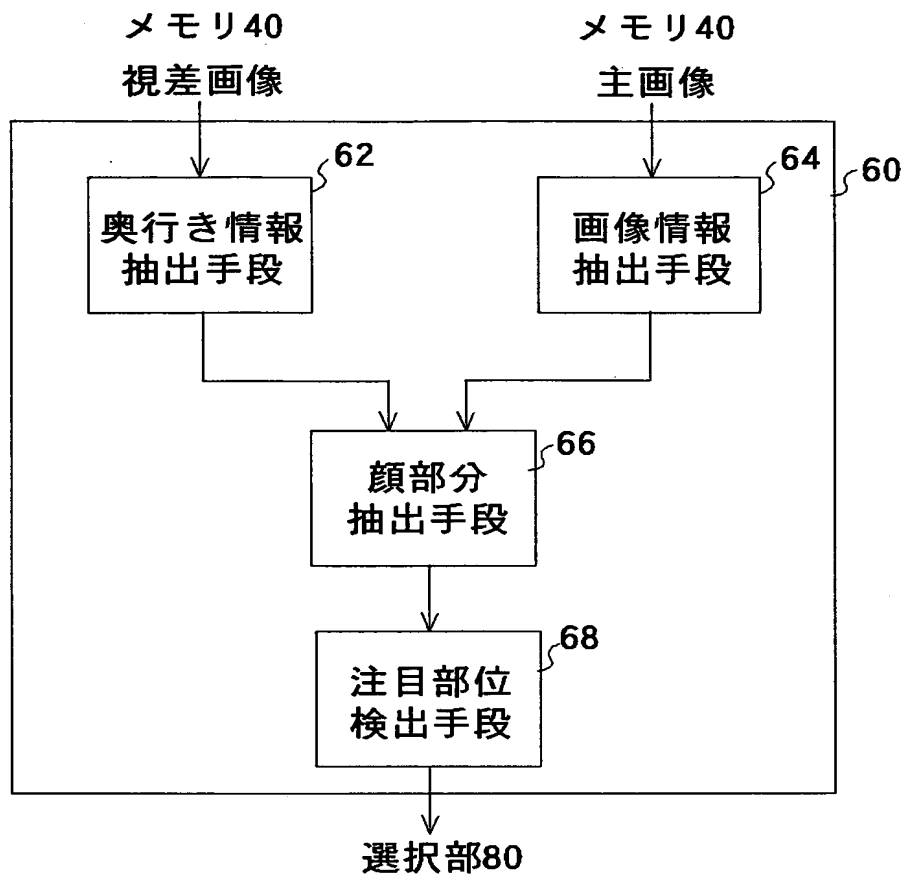 メモリ40
視差画像
メモリ40
主画像
62
奥行き情報
抽出手段
64
画像情報
抽出手段
60
66
顔部分
抽出手段
68
注目部位
検出手段
選択部80